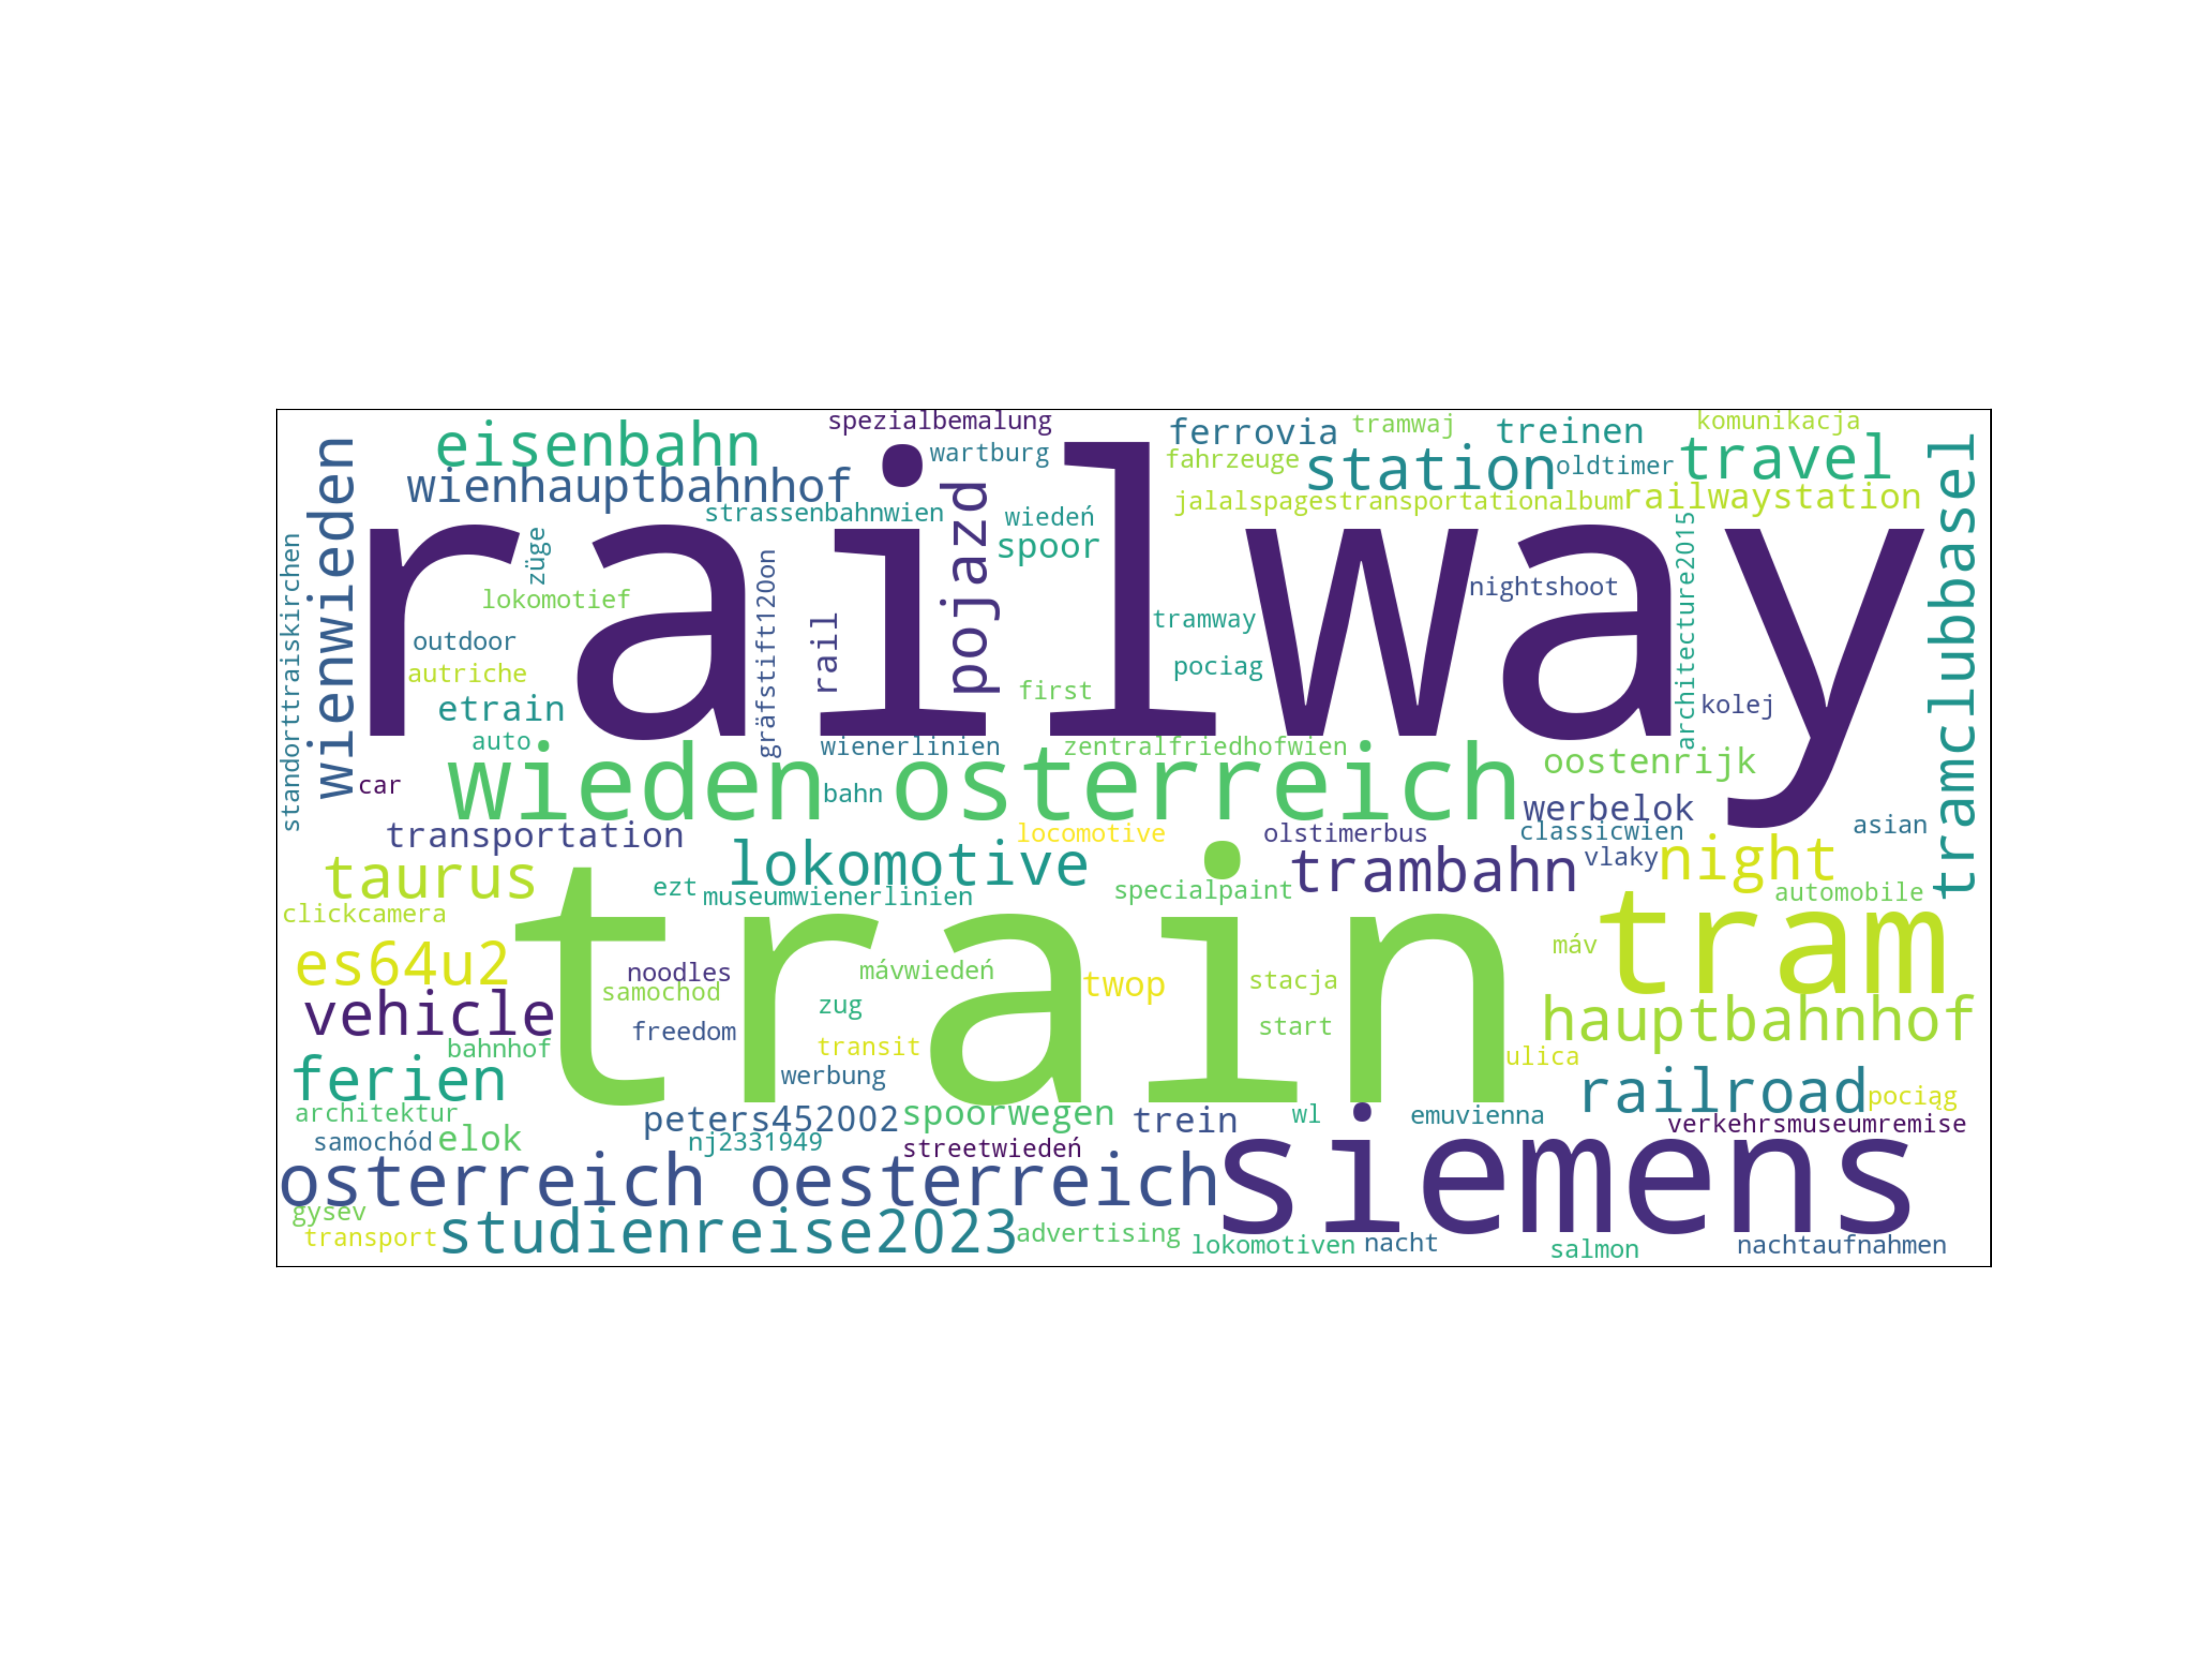 spezialbemalung
ferrovia
tramwaj
treinen
komunikacja
eisenbahn
wartburg
fahrzeuge
station
oldtimer
travel
wienhauptbahnhof
jalalspagestransportationalbum
railwaystation
strassenbahnwien
wiedeń
spoor
wienwieden
standorttraiskirchen
railway
pojazd
tramclubbasel
züge
lokomotief
gräfstift120on
rail
nightshoot
architecture2015
outdoor
tramway
autriche
pociag
etrain
first
kolej
auto
wienerlinien
zentralfriedhofwien
car
wieden osterreich
bahn
oostenrijk
werbelok
transportation
locomotive
olstimerbus
classicwien
asian
taurus
lokomotive
trambahn
vlaky
night
ezt
museumwienerlinien
specialpaint
automobile
clickcamera
train
tram
es64u2
noodles
mávwiedeń
twop
stacja
máv
samochod
vehicle
zug
start
hauptbahnhof
freedom
bahnhof
transit
ulica
ferien
werbung
railroad
pociąg
architektur
peters452002
spoorwegen
trein
wl
emuvienna
verkehrsmuseumremise
samochód
elok
nj2331949
streetwiedeń
osterreich oesterreich
siemens
gysev
transport
studienreise2023
advertising
lokomotiven
nacht
salmon
nachtaufnahmen